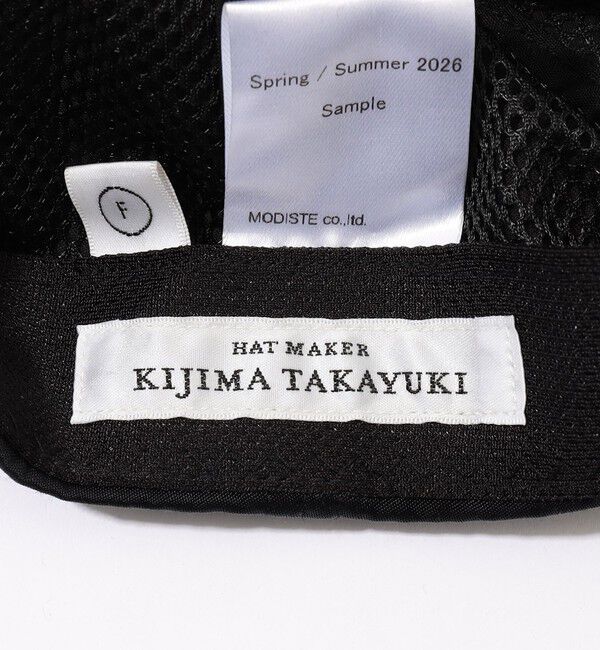 Spring / Summer 2026
Sample
F
MODISTE co.,ltd.
HAT MAKER
KIJIMA TAKAYUKI